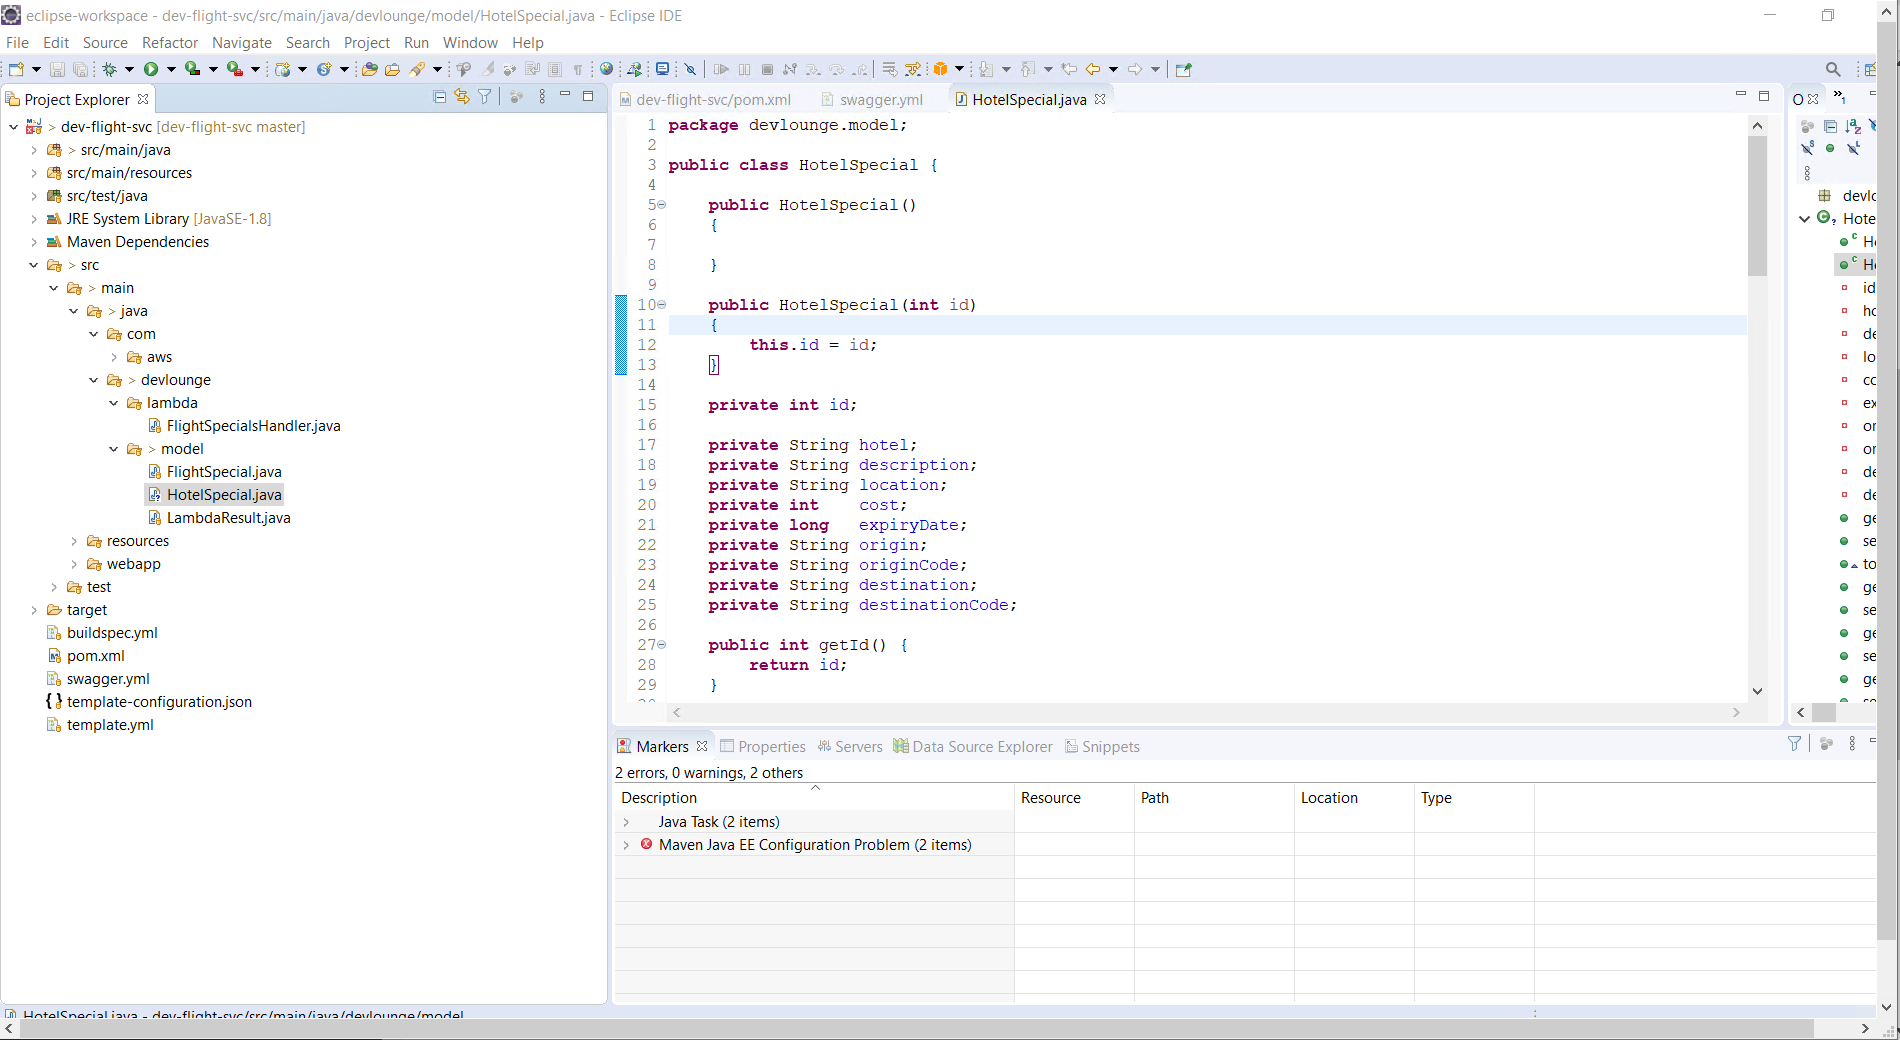 eclipse-workspace - dev-flight-svc/src/main/java/devlounge/model/HotelSpecial.java - Eclipse IDE
File Edit Source Refactor Navigate Search Project Run Window Help
Project Explorer
> dev-flight-svc [dev-flight-svc master]
> src/main/java
src/main/resources
src/test/java
JRE System Library [JavaSE-1.8]
Maven Dependencies
> src
> main
> java
com
aws
> devlounge
lambda
FlightSpecialsHandler.java
> model
FlightSpecial.java
HotelSpecial.java
LambdaResult.java
resources
webapp
test
target
buildspec.yml
pom.xml
swagger.yml
template-configuration.json
template.yml
dev-flight-svc/pom.xml swagger.yml HotelSpecial.java
1 package devlounge.model;
2
3 public class HotelSpecial {
4
5 public HotelSpecial()
6 {
7
8 }
9
10 public HotelSpecial(int id)
11 {
12 this.id = id;
13 }
14
15 private int id;
16
17 private String hotel;
18 private String description;
19 private String location;
20 private int cost;
21 private long expiryDate;
22 private String origin;
23 private String originCode;
24 private String destination;
25 private String destinationCode;
26
27 public int getId() {
28 return id;
29 }
O
devlo
Hote
H
H
id
ho
de
lo
co
ex
or
or
de
de
ge
se
to
ge
se
ge
se
ge
Markers Properties Servers Data Source Explorer Snippets
2 errors, 0 warnings, 2 others
Description Resource Path Location Type
Java Task (2 items)
Maven Java EE Configuration Problem (2 items)
HotelSpecial.java - dev-flight-svc/src/main/java/devlounge/model